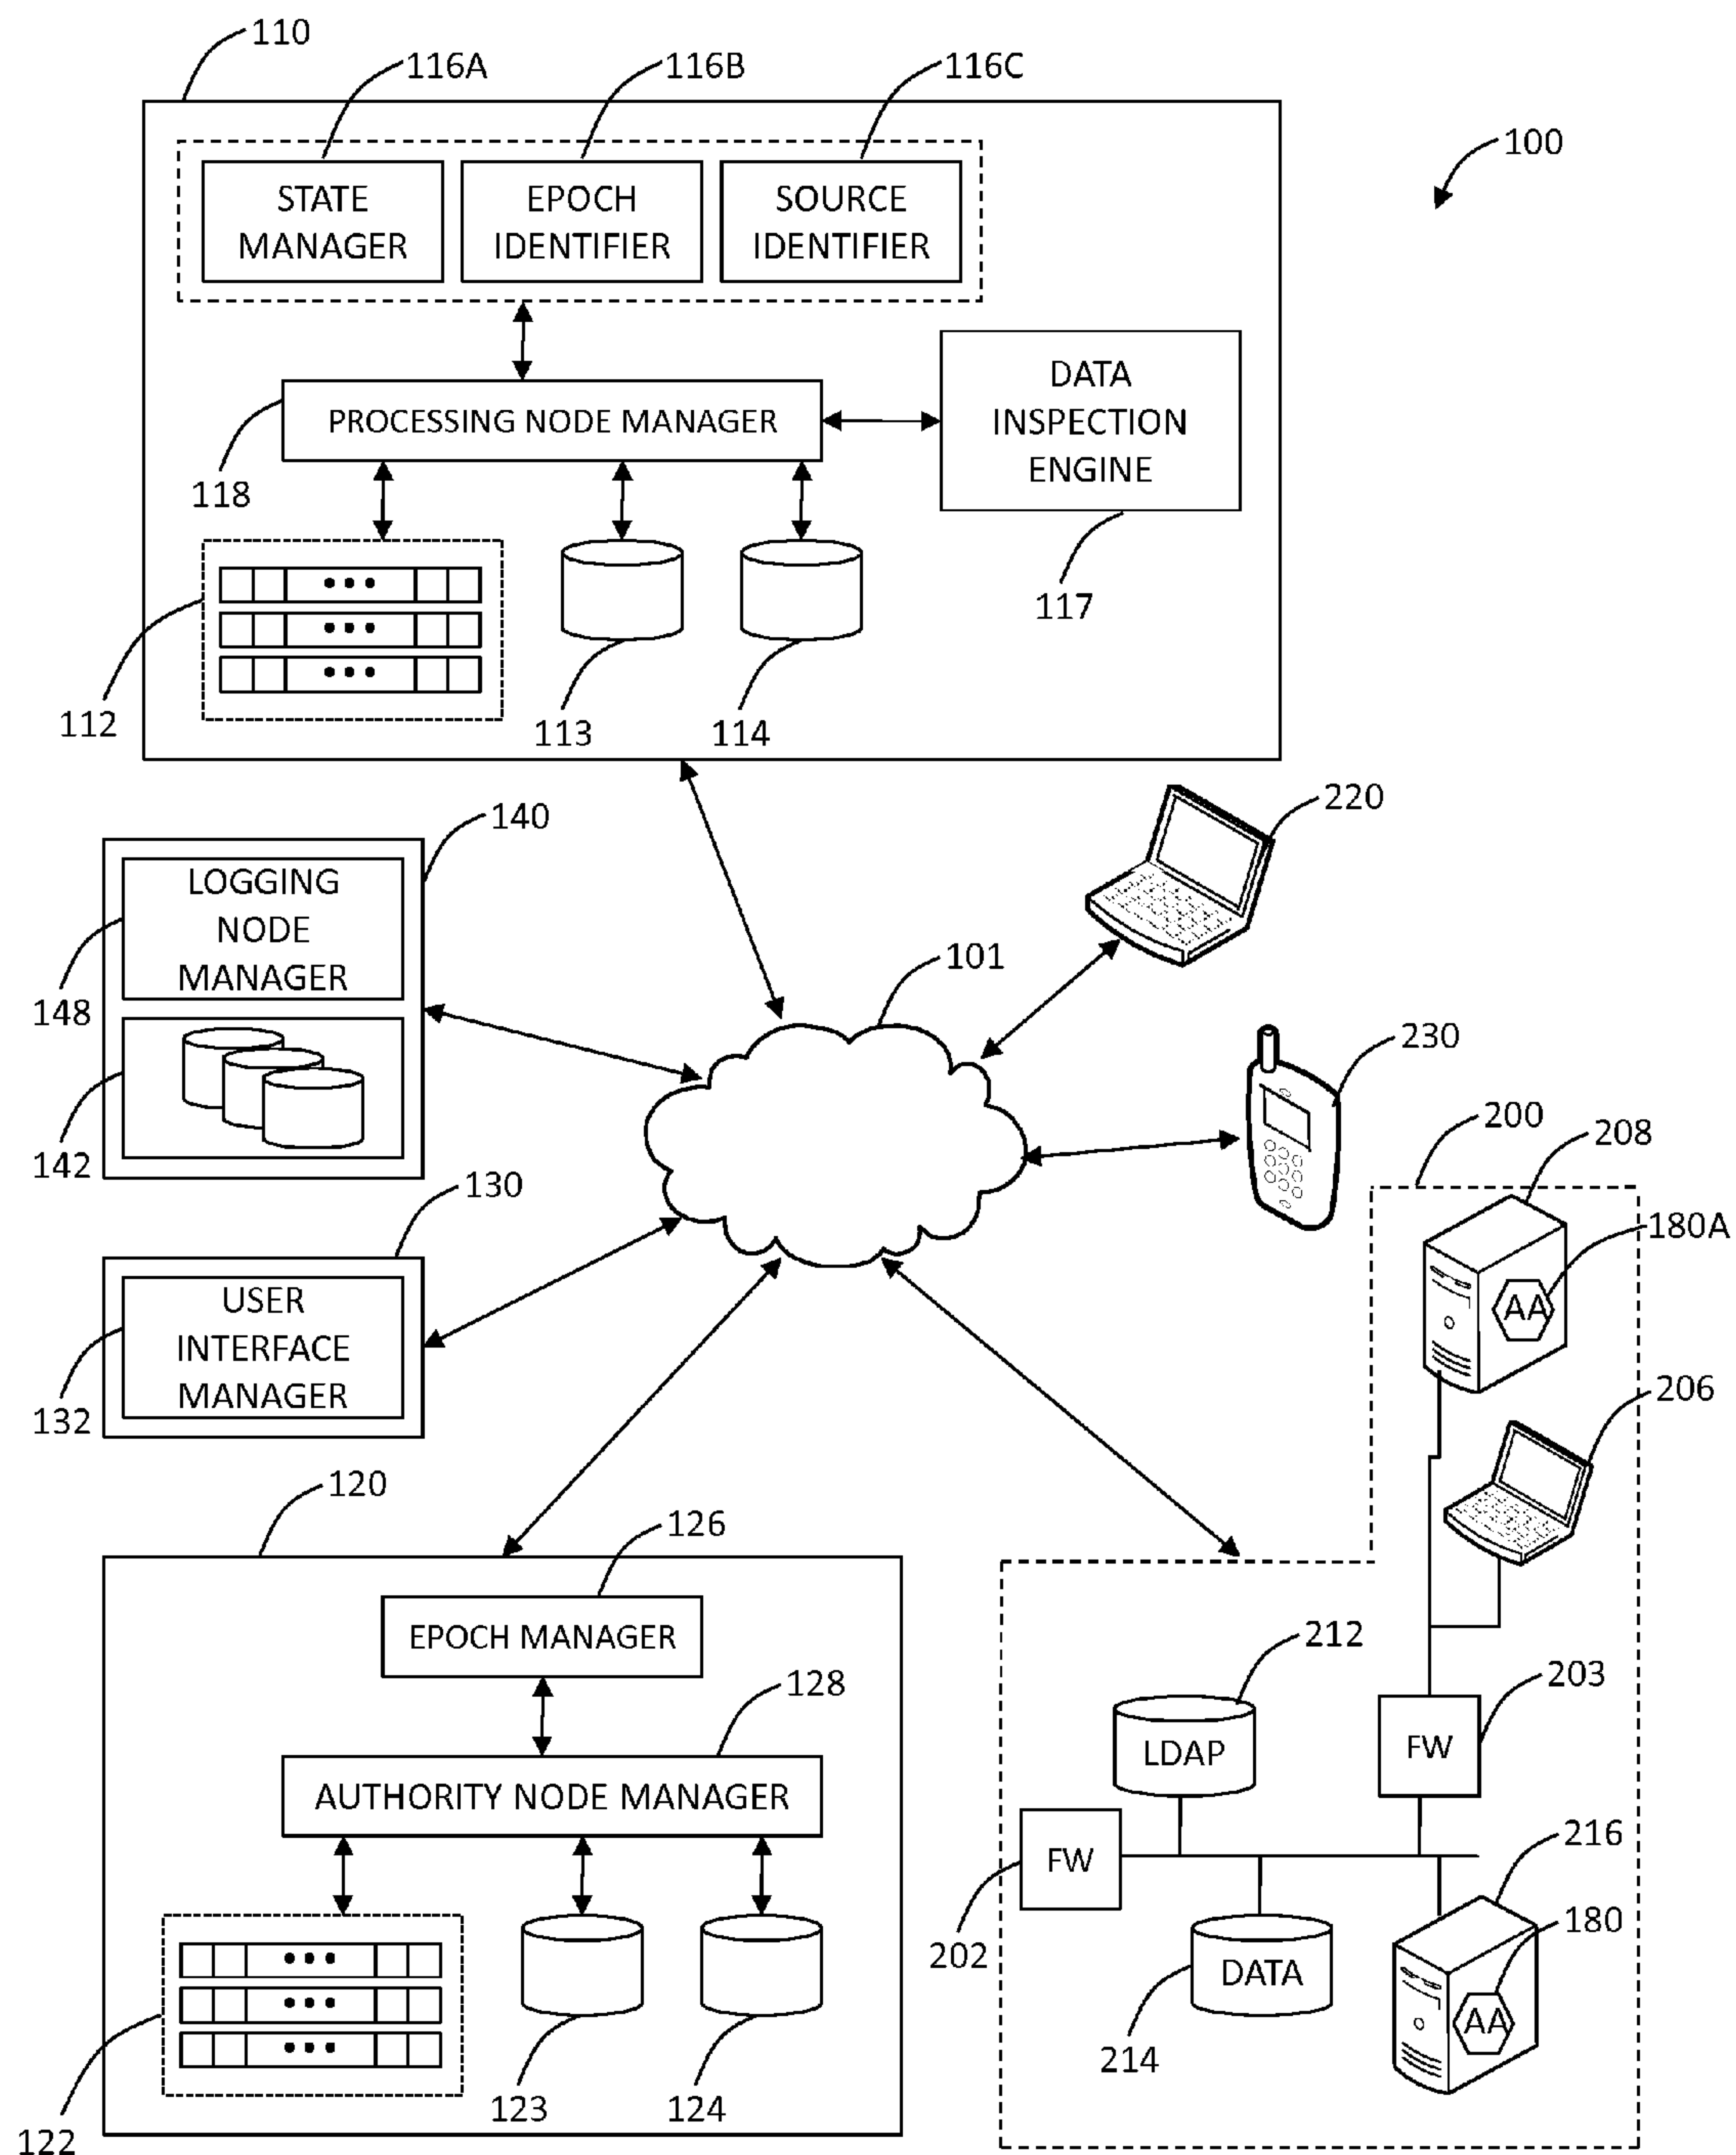 110
116A
116B
116C
100
STATE
MANAGER
EPOCH
IDENTIFIER
SOURCE
IDENTIFIER
PROCESSING NODE MANAGER
118
DATA
INSPECTION
ENGINE
117
112
113
114
140
LOGGING
NODE
MANAGER
148
142
101
220
230
130
USER
INTERFACE
MANAGER
132
200
208
180A
AA
206
120
126
EPOCH MANAGER
128
AUTHORITY NODE MANAGER
122
123
124
212
LDAP
203
FW
FW
202
DATA
214
216
180
AA